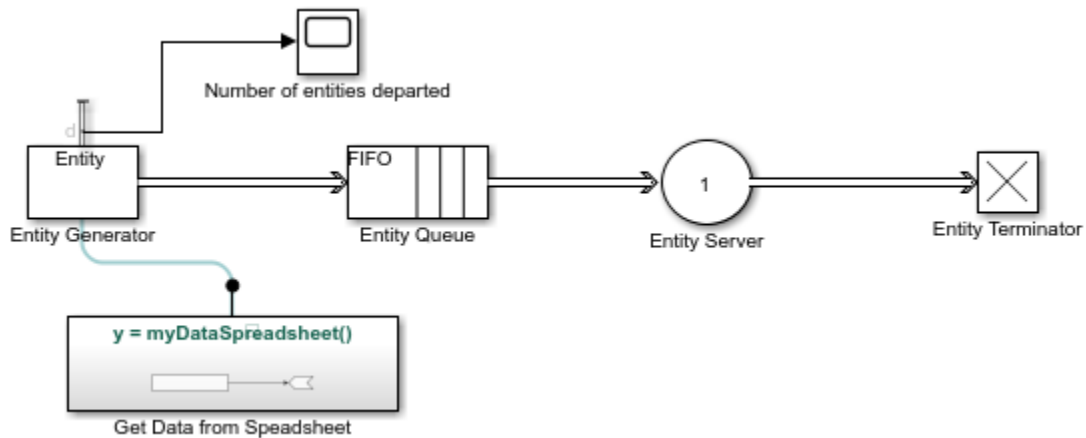 Number of entities departed
d
Entity
FIFO
1
Entity Generator
Entity Queue
Entity Server
Entity Terminator
y = myDataSpreadsheet()
Get Data from Speadsheet